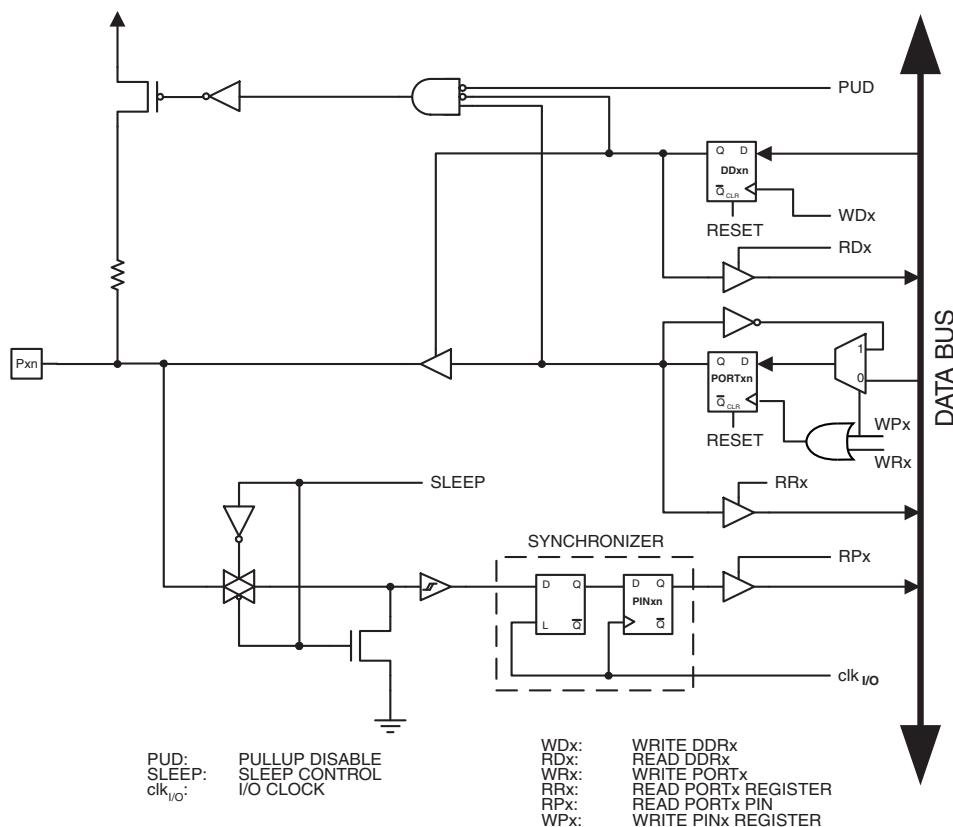 PUD
Q D
DDxn
Q CLR
WDx
RESET
RDx
DATA BUS
Pxn
1
Q D
PORTxn
0
Q CLR
WPx
RESET
WRx
SLEEP
RRx
SYNCHRONIZER
RPx
D Q
D Q
PINxn
L Q
Q
clk I/O
PUD: PULLUP DISABLE
SLEEP: SLEEP CONTROL
clk I/O: I/O CLOCK
WDx: WRITE DDRx
RDx: READ DDRx
WRx: WRITE PORTx
RRx: READ PORTx REGISTER
RPx: READ PORTx PIN
WPx: WRITE PINx REGISTER